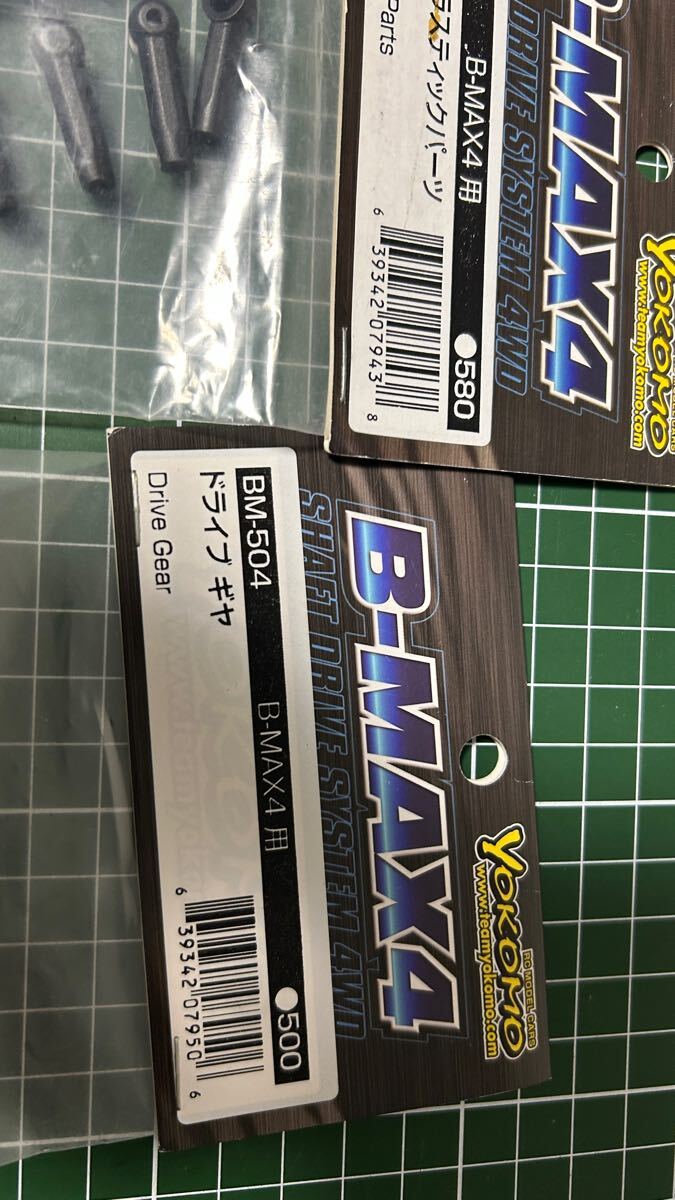 スティックパーツ
Parts
B-MAX4 用
●580
6 39342 07943 8
-MAX4
DRIVE SYSTEM 4WD
YOKOMO
www.teamyokomo.com
BM-504 B-MAX4 用 ●500
ドライブ ギヤ
Drive Gear
6 39342 07950 6
B-MAX4
SHAFT DRIVE SYSTEM 4WD
YOKOMO
RC MODEL CARS
www.teamyokomo.com